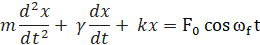 m d²x/dt² + γ dx/dt + kx = F₀ cos ω_f t